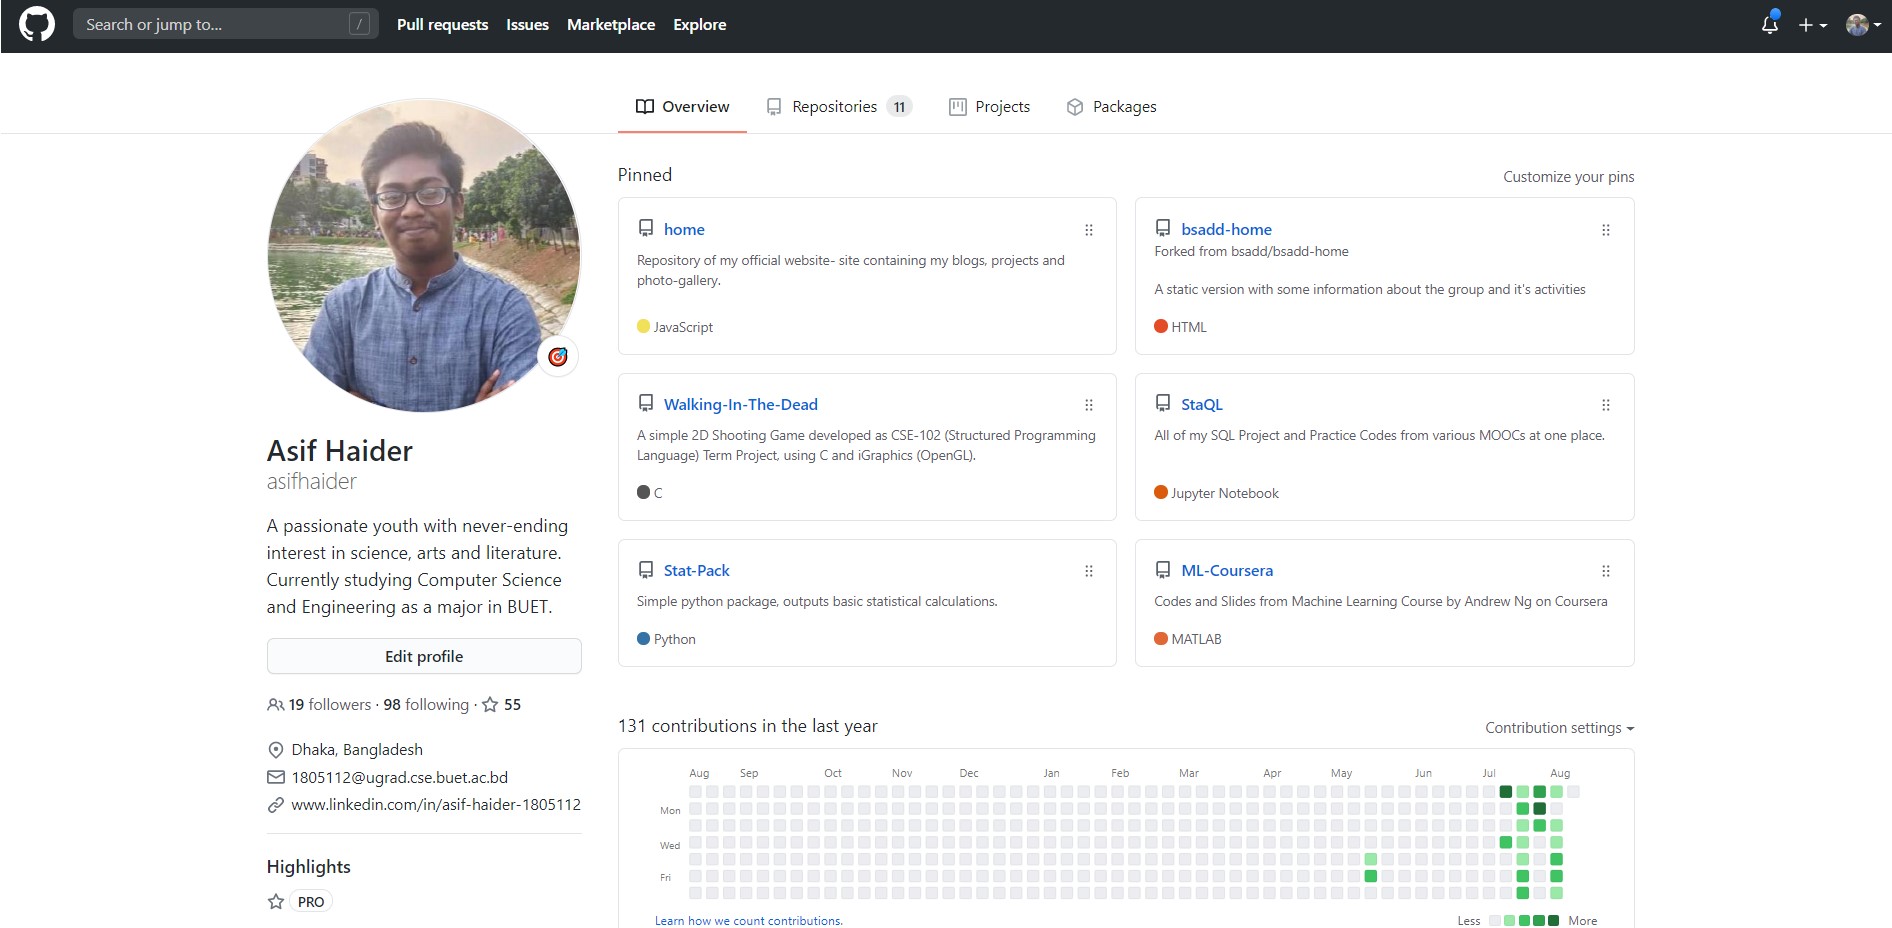 Search or jump to... /
Pull requests
Issues
Marketplace
Explore
Overview
Repositories 11
Projects
Packages
Asif Haider
asifhaider
A passionate youth with never-ending
interest in science, arts and literature.
Currently studying Computer Science
and Engineering as a major in BUET.
Edit profile
19 followers · 98 following · 55
Dhaka, Bangladesh
1805112@ugrad.cse.buet.ac.bd
www.linkedin.com/in/asif-haider-1805112
Highlights
PRO
Pinned
Customize your pins
home
Repository of my official website- site containing my blogs, projects and
photo-gallery.
JavaScript
bsadd-home
Forked from bsadd/bsadd-home
A static version with some information about the group and it's activities
HTML
Walking-In-The-Dead
A simple 2D Shooting Game developed as CSE-102 (Structured Programming
Language) Term Project, using C and iGraphics (OpenGL).
C
StaQL
All of my SQL Project and Practice Codes from various MOOCs at one place.
Jupyter Notebook
Stat-Pack
Simple python package, outputs basic statistical calculations.
Python
ML-Coursera
Codes and Slides from Machine Learning Course by Andrew Ng on Coursera
MATLAB
131 contributions in the last year
Contribution settings
Aug Sep Oct Nov Dec Jan Feb Mar Apr May Jun Jul Aug
Mon
Wed
Fri
Learn how we count contributions.
Less More